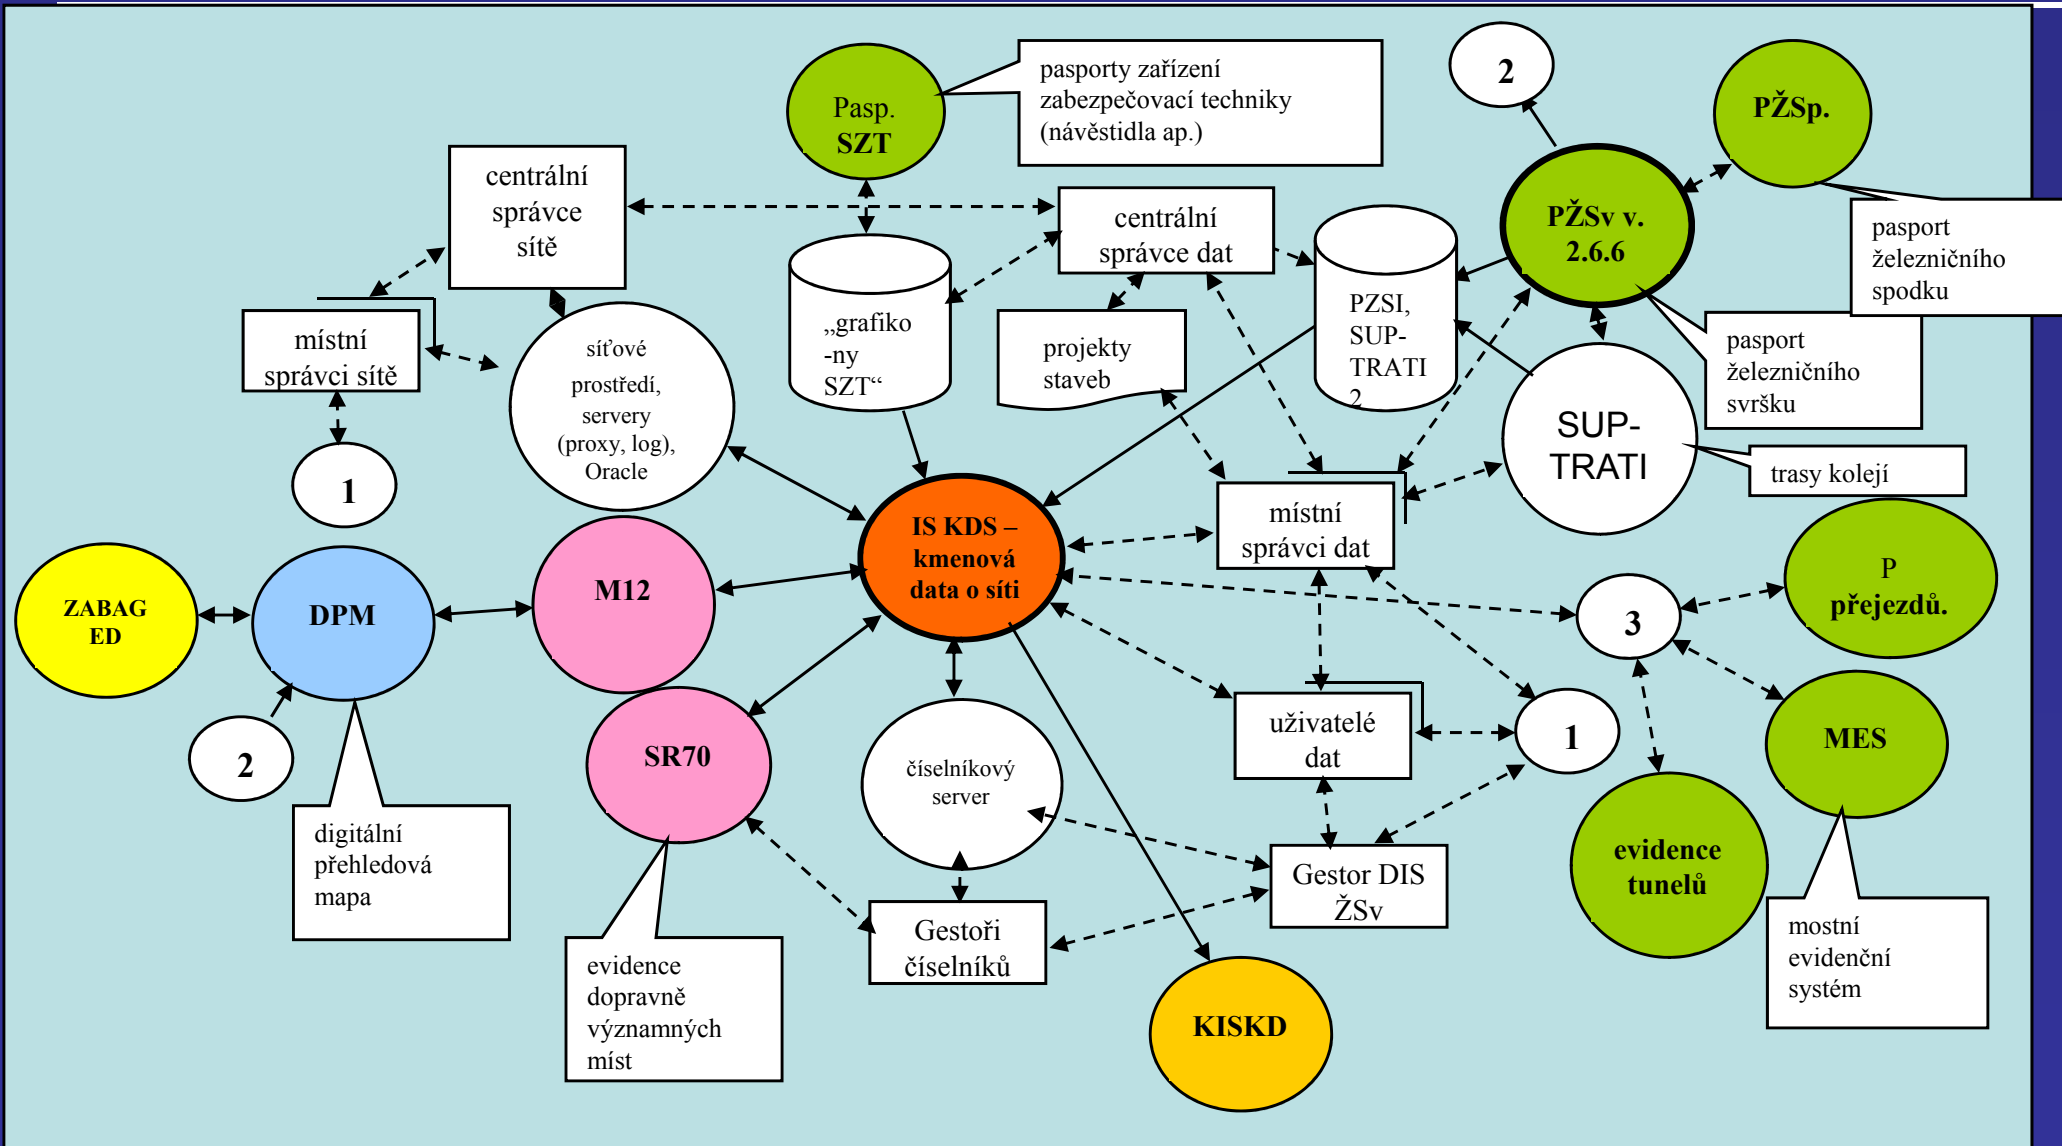 Pasp.
SZT
pasporty zařízení
zabezpečovací techniky
(návěstidla ap.)
2
PŽSp.
centrální
správce
sítě
centrální
správce dat
PŽSv v.
2.6.6
pasport
železničního
spodku
místní
správci sítě
síťové
prostředí,
servery
(proxy, log),
Oracle
„grafiko
-ny
SZT“
projekty
staveb
PZSI,
SUP-
TRATI
2
pasport
železničního
svršku
SUP-
TRATI
trasy kolejí
1
IS KDS –
kmenová
data o síti
místní
správci dat
ZABAG
ED
DPM
M12
3
P
přejezdů.
2
SR70
číselníkový
server
uživatelé
dat
1
MES
digitální
přehledová
mapa
evidence
tunelů
Gestor DIS
ŽSv
Gestoři
číselníků
evidence
dopravně
významných
míst
KISKD
mostní
evidenční
systém